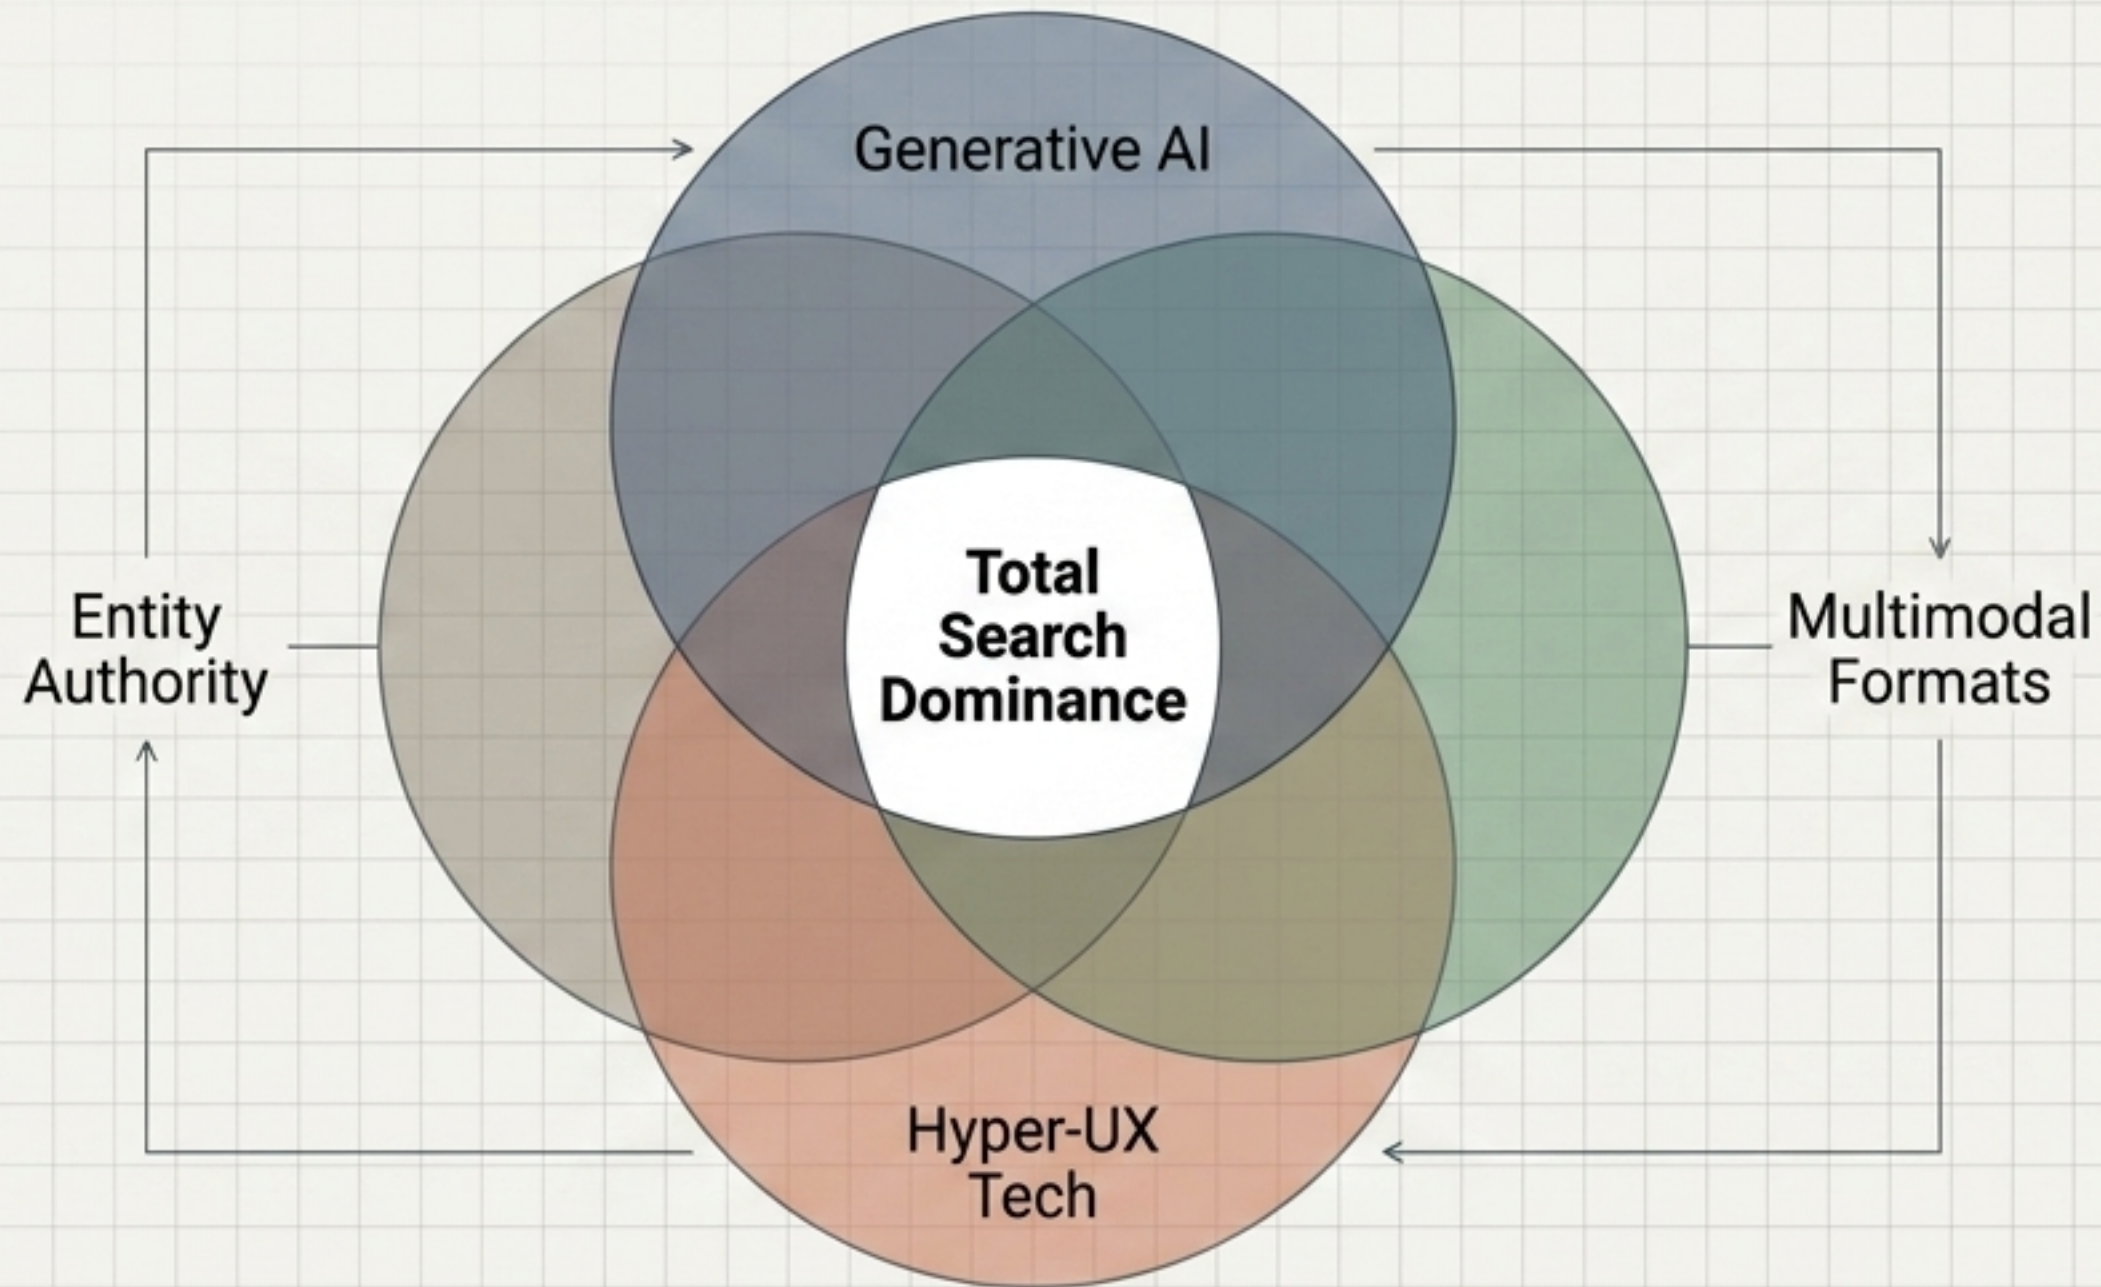 Generative AI
Entity
Authority
Total
Search
Dominance
Multimodal
Formats
Hyper-UX
Tech